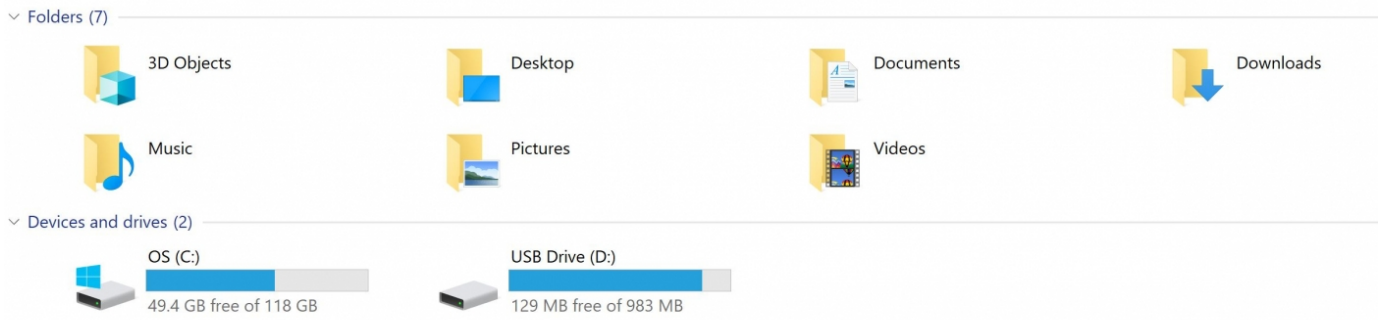 Folders (7)
3D Objects
Desktop
Documents
Downloads
Music
Pictures
Videos
Devices and drives (2)
OS (C:)
49.4 GB free of 118 GB
USB Drive (D:)
129 MB free of 983 MB